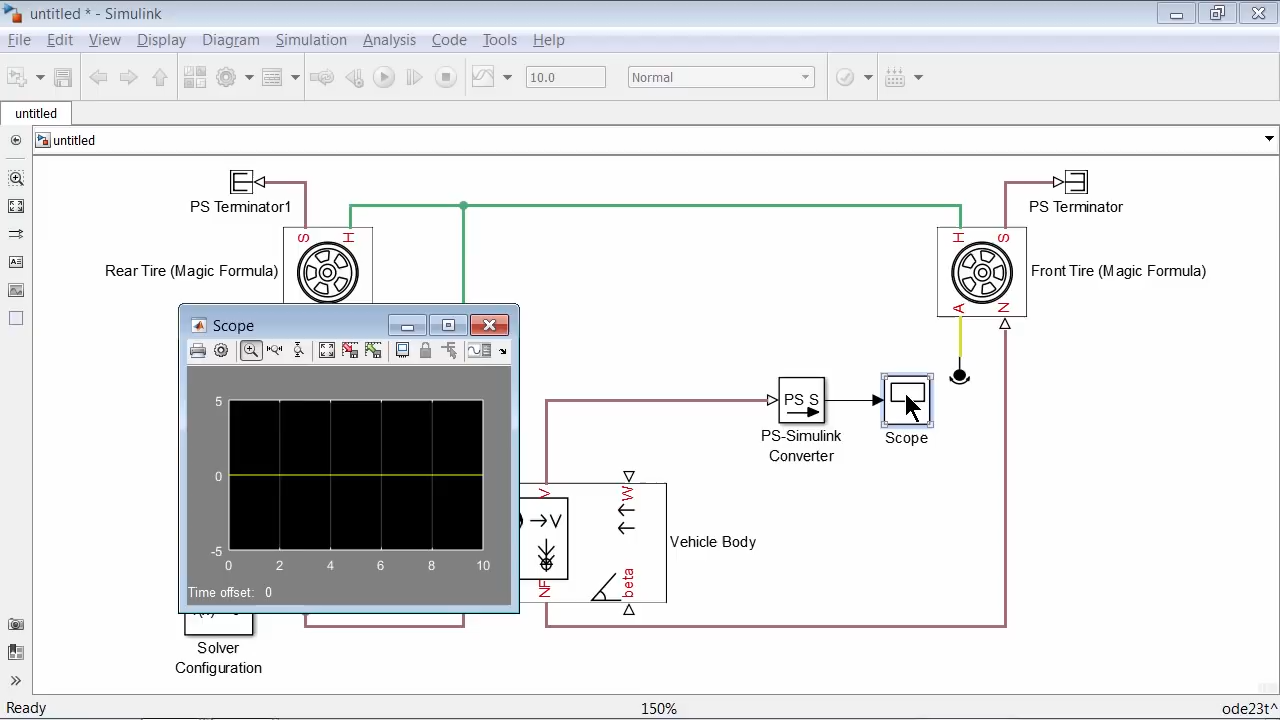 untitled * - Simulink
File Edit View Display Diagram Simulation Analysis Code Tools Help
10.0 Normal
untitled
untitled
PS Terminator1
PS Terminator
S H
H S
Rear Tire (Magic Formula)
Front Tire (Magic Formula)
A N
Scope
5
0
-5
0 2 4 6 8 10
Time offset: 0
PS S
PS-Simulink
Converter
Scope
V
W
V
Vehicle Body
NF
beta
Solver
Configuration
Ready
150%
ode23t^